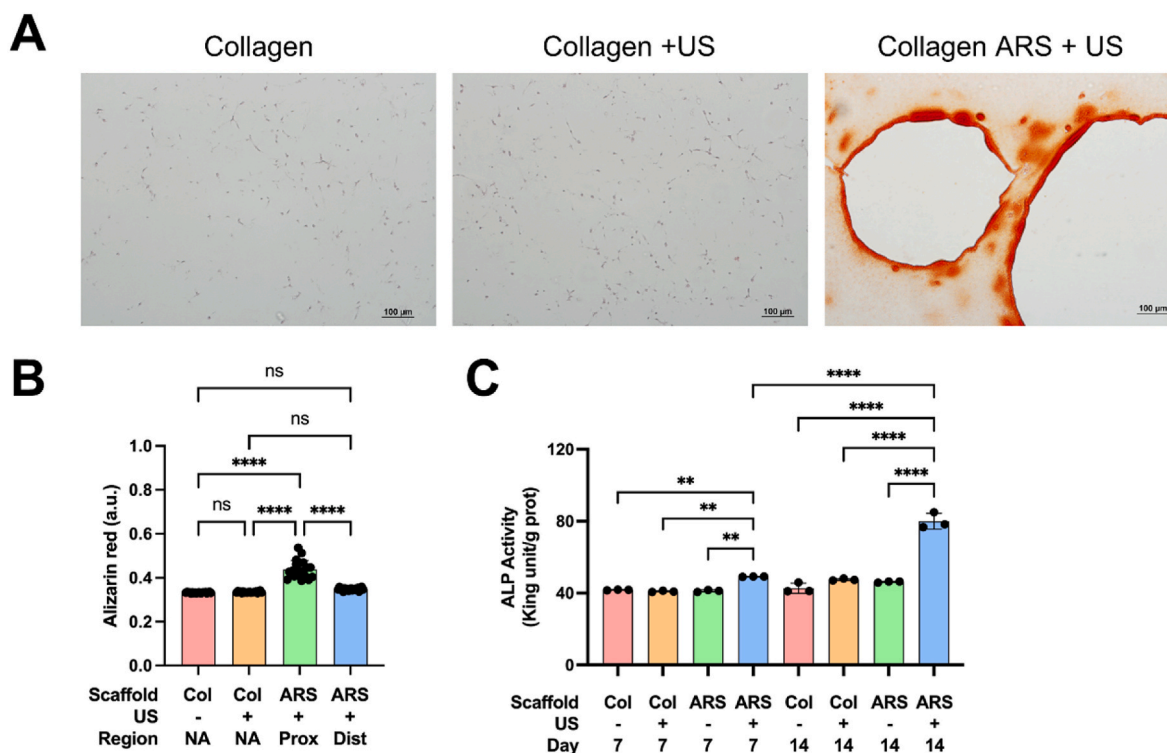 A
Collagen
Collagen +US
Collagen ARS + US
100 µm
100 µm
100 µm
B
ns
ns
****
ns
****
****
1.0
0.8
0.6
0.4
0.2
0.0
Alizarin red (a.u.)
Scaffold Col Col ARS ARS
US - + + +
Region NA NA Prox Dist
C
****
****
****
****
**
**
**
120
80
40
0
ALP Activity
(King unit/g prot)
Scaffold Col Col ARS ARS Col Col ARS ARS
US - + - + - + - +
Day 7 7 7 7 14 14 14 14